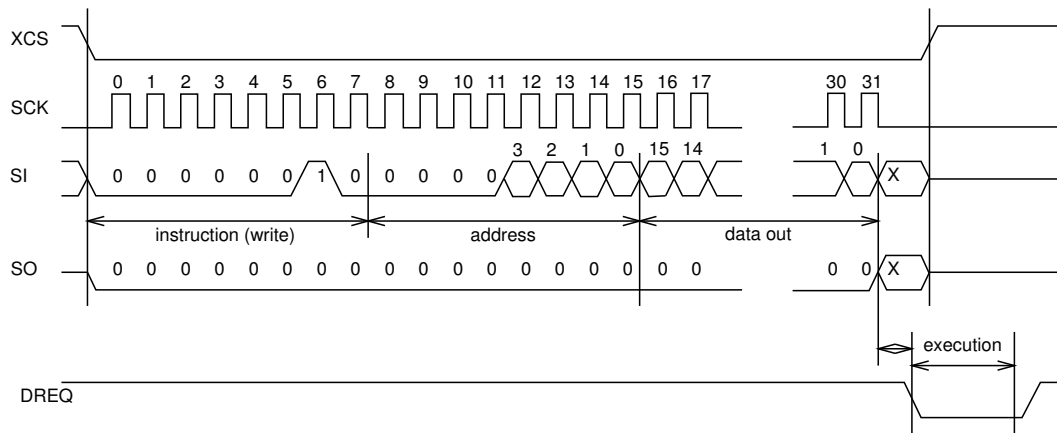 XCS
0 1 2 3 4 5 6 7 8 9 10 11 12 13 14 15 16 17 30 31
SCK
3 2 1 0 15 14 1 0
SI 0 0 0 0 0 0 1 0 0 0 0 0 X
instruction (write) address data out
SO 0 0 0 0 0 0 0 0 0 0 0 0 0 0 0 0 0 0 0 0 X
execution
DREQ